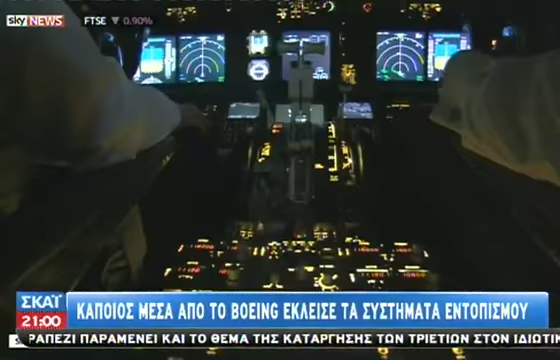 sky NEWS
FTSE ▼ 0.90%
ΣΚΑΪ
21:00
ΚΑΠΟΙΟΣ ΜΕΣΑ ΑΠΟ ΤΟ BOEING ΕΚΛΕΙΣΕ ΤΑ ΣΥΣΤΗΜΑΤΑ ΕΝΤΟΠΙΣΜΟΥ
ΡΑΠΕΖΙ ΠΑΡΑΜΕΝΕΙ ΚΑΙ ΤΟ ΘΕΜΑ ΤΗΣ ΚΑΤΑΡΓΗΣΗΣ ΤΩΝ ΤΡΙΕΤΙΩΝ ΣΤΟΝ ΙΔΙΩΤ